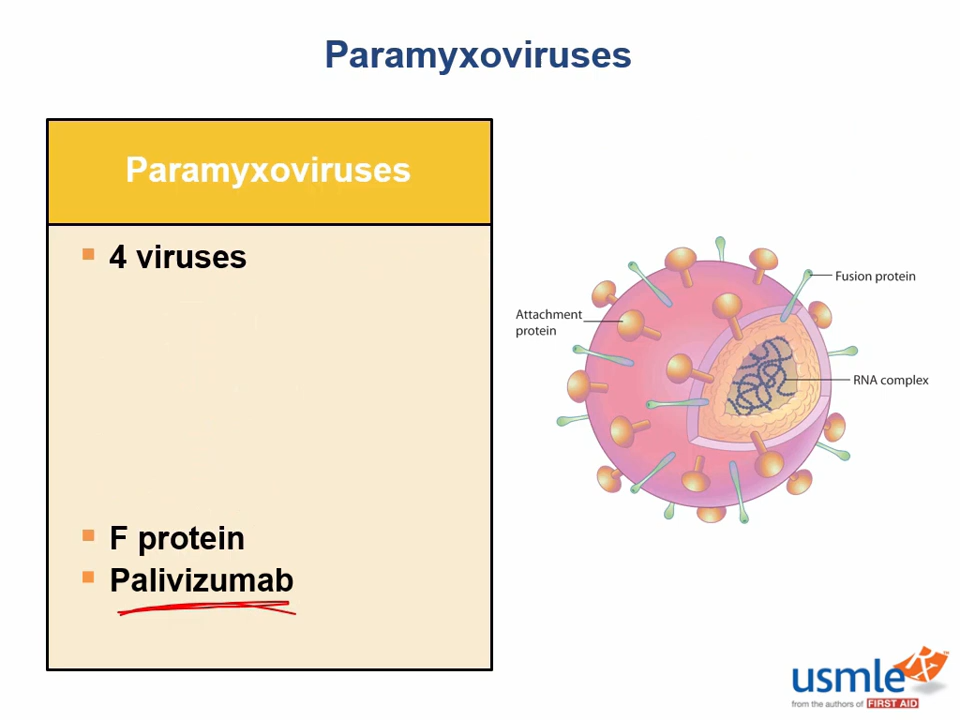 Paramyxoviruses
Paramyxoviruses
4 viruses
F protein
Palivizumab
Fusion protein
Attachment
protein
RNA complex
usmle Rx™
from the authors of FIRST AID